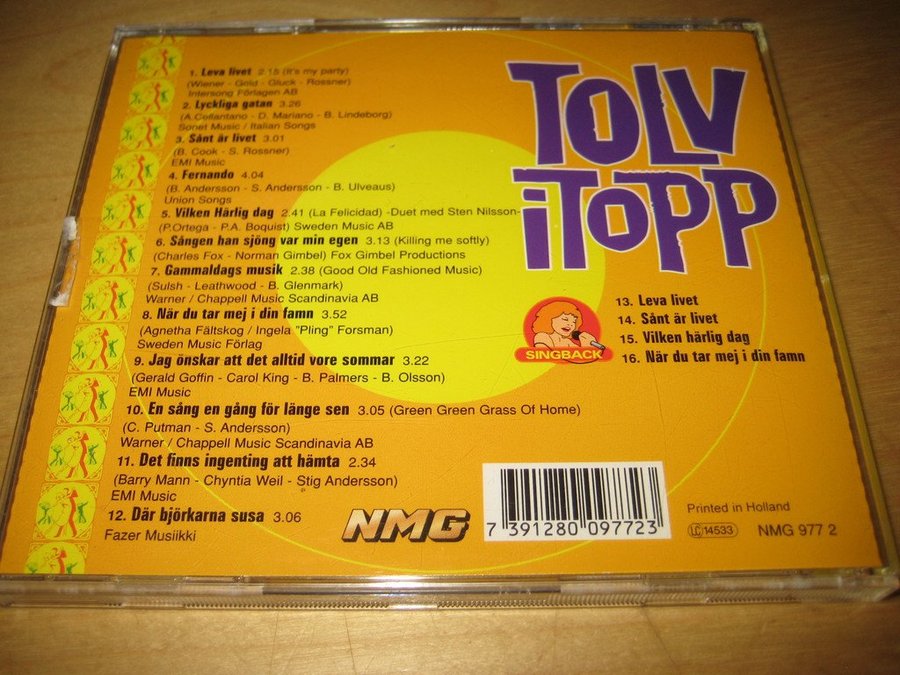 1. Leva livet 2.15 (It's my party)
(Wiener - Gold - Gluck - Rossner)
Intersong Förlagen AB
2. Lyckliga gatan 3.26
(A.Cellantano - D. Mariano - B. Lindeborg)
Sonet Music / Italian Songs
3. Sånt är livet 3.01
(B. Cook - S. Rossner)
EMI Music
4. Fernando 4.04
(B. Andersson - S. Andersson - B. Ulveaus)
Union Songs
5. Vilken Härlig dag 2.41 (La Felicidad) -Duet med Sten Nilsson-
(P.Ortega - P.A. Boquist) Sweden Music AB
6. Sången han sjöng var min egen 3.13 (Killing me softly)
(Charles Fox - Norman Gimbel) Fox Gimbel Productions
7. Gammaldags musik 2.38 (Good Old Fashioned Music)
(Sulsh - Leathwood - B. Glenmark)
Warner / Chappell Music Scandinavia AB
8. När du tar mej i din famn 3.52
(Agnetha Fältskog / Ingela "Pling" Forsman)
Sweden Music Förlag
9. Jag önskar att det alltid vore sommar 3.22
(Gerald Goffin - Carol King - B. Palmers - B. Olsson)
EMI Music
10. En sång en gång för länge sen 3.05 (Green Green Grass Of Home)
(C. Putman - S. Andersson)
Warner / Chappell Music Scandinavia AB
11. Det finns ingenting att hämta 2.34
(Barry Mann - Chyntia Weil - Stig Andersson)
EMI Music
12. Där björkarna susa 3.06
Fazer Musiikki
TOLV
iTOPP
SINGBACK
13. Leva livet
14. Sånt är livet
15. Vilken härlig dag
16. När du tar mej i din famn
NMG
7 391280 097723
Printed in Holland
LC 14533 NMG 977 2